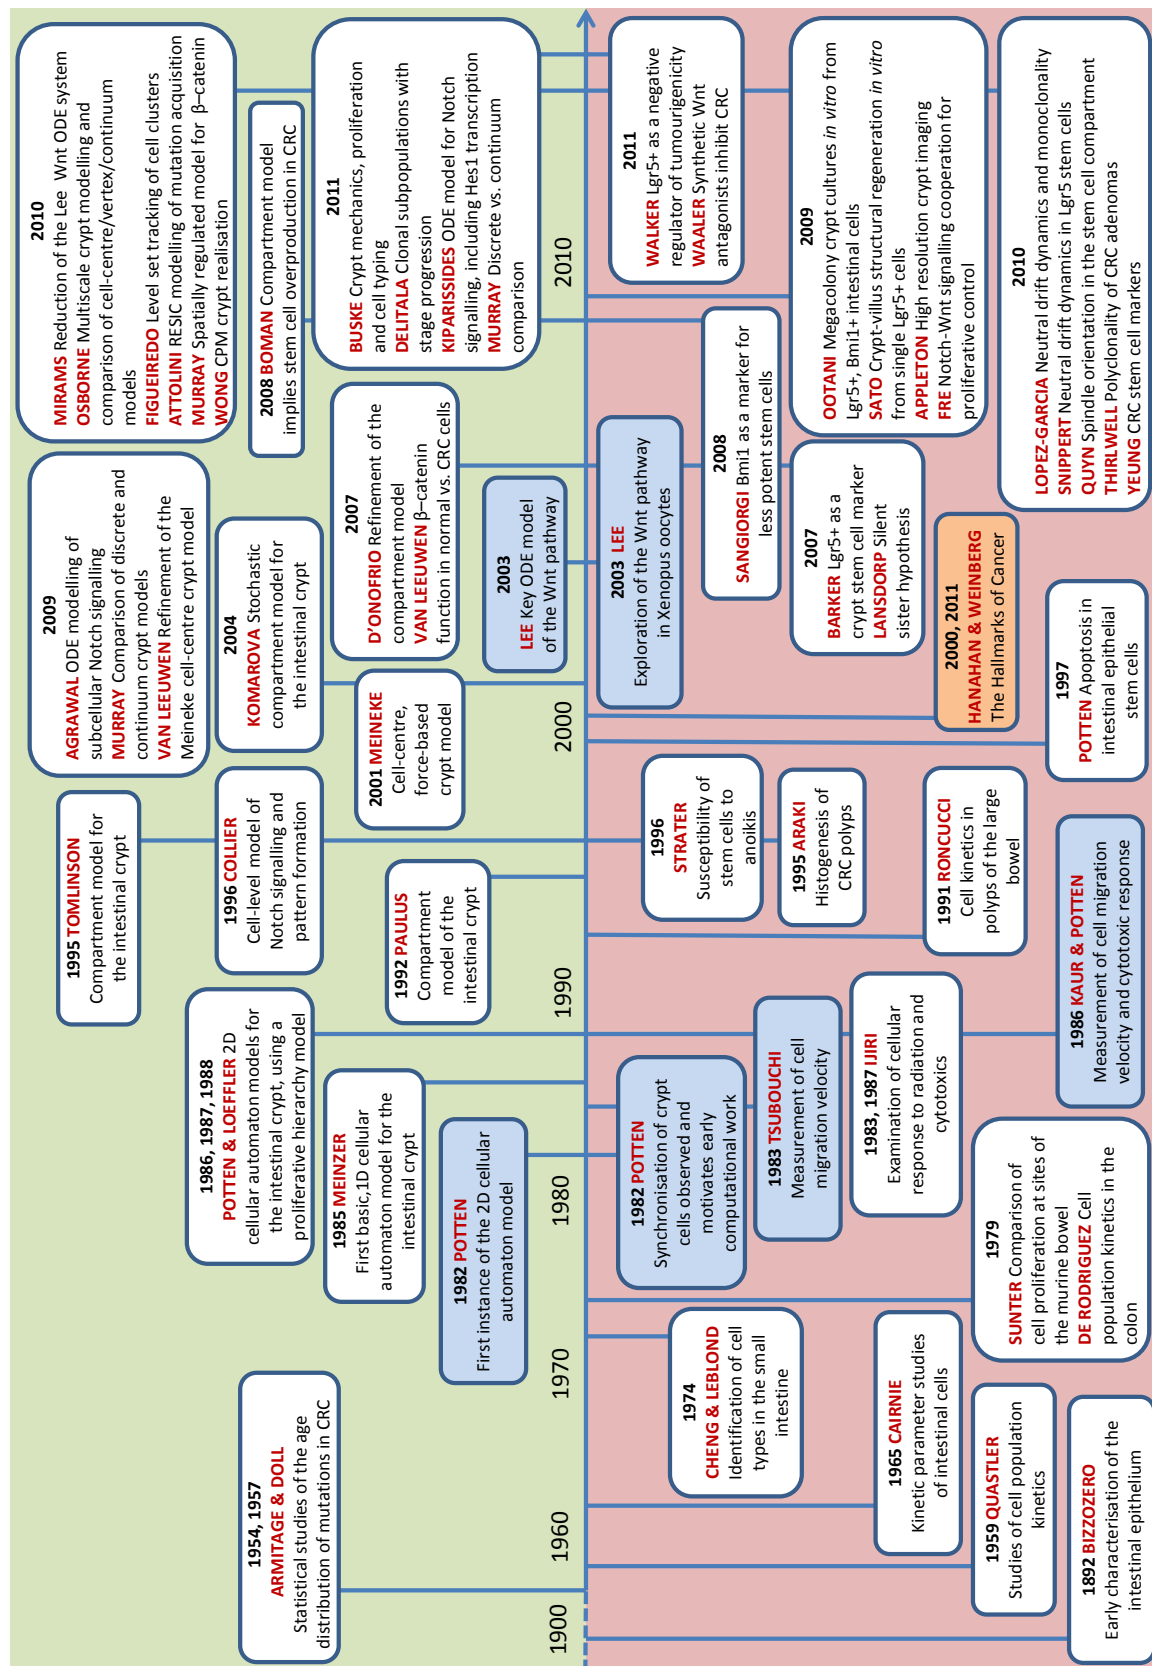 1954, 1957
ARMITAGE & DOLL
Statistical studies of the age
distribution of mutations in CRC
1986, 1987, 1988
POTTEN & LOEFFLER 2D
cellular automaton models for
the intestinal crypt, using a
proliferative hierarchy model
1985 MEINZER
First basic,1D cellular
automaton model for the
intestinal crypt
1982 POTTEN
First instance of the 2D cellular
automaton model
1995 TOMLINSON
Compartment model for
the intestinal crypt
1996 COLLIER
Cell-level model of
Notch signalling and
pattern formation
1992 PAULUS
Compartment
model of the
intestinal crypt
2009
AGRAWAL ODE modelling of
subcellular Notch signalling
MURRAY Comparison of discrete and
continuum crypt models
VAN LEEUWEN Refinement of the
Meineke cell-centre crypt model
2004
KOMAROVA Stochastic
compartment model for
the intestinal crypt
2001 MEINEKE
Cell-centre,
force-based
crypt model
2007
D'ONOFRIO Refinement of the
compartment model
VAN LEEUWEN β–catenin
function in normal vs. CRC cells
2003
LEE Key ODE model
of the Wnt pathway
2010
MIRAMS Reduction of the Lee Wnt ODE system
OSBORNE Multiscale crypt modelling and
comparison of cell-centre/vertex/continuum
models
FIGUEIREDO Level set tracking of cell clusters
ATTOLINI RESIC modelling of mutation acquisition
MURRAY Spatially regulated model for β–catenin
WONG CPM crypt realisation
2008 BOMAN Compartment model
implies stem cell overproduction in CRC
2011
BUSKE Crypt mechanics, proliferation
and cell typing
DELITALA Clonal subpopulations with
stage progression
KIPARISSIDES ODE model for Notch
signalling, including Hes1 transcription
MURRAY Discrete vs. continuum
comparison
1900
1960
1970
1980
1990
2000
2010
1892 BIZZOZERO
Early characterisation of the
intestinal epithelium
1959 QUASTLER
Studies of cell population
kinetics
1965 CAIRNIE
Kinetic parameter studies
of intestinal cells
1974
CHENG & LEBLOND
Identification of cell
types in the small
intestine
1979
SUNTER Comparison of
cell proliferation at sites of
the murine bowel
DE RODRIGUEZ Cell
population kinetics in the
colon
1982 POTTEN
Synchronisation of crypt
cells observed and
motivates early
computational work
1983 TSUBOUCHI
Measurement of cell
migration velocity
1983, 1987 IJIRI
Examination of cellular
response to radiation and
cytotoxics
1986 KAUR & POTTEN
Measurement of cell migration
velocity and cytotoxic response
1996
STRATER
Susceptibility of
stem cells to
anoikis
1995 ARAKI
Histogenesis of
CRC polyps
1991 RONCUCCI
Cell kinetics in
polyps of the large
bowel
1997
POTTEN Apoptosis in
intestinal epithelial
stem cells
2000, 2011
HANAHAN & WEINBERG
The Hallmarks of Cancer
2003 LEE
Exploration of the Wnt pathway
in Xenopus oocytes
2008
SANGIORGI Bmi1 as a marker for
less potent stem cells
2007
BARKER Lgr5+ as a
crypt stem cell marker
LANSDORP Silent
sister hypothesis
2011
WALKER Lgr5+ as a negative
regulator of tumourigenicity
WAALER Synthetic Wnt
antagonists inhibit CRC
2009
OOTANI Megacolony crypt cultures in vitro from
Lgr5+, Bmi1+ intestinal cells
SATO Crypt-villus structural regeneration in vitro
from single Lgr5+ cells
APPLETON High resolution crypt imaging
FRE Notch-Wnt signalling cooperation for
proliferative control
2010
LOPEZ-GARCIA Neutral drift dynamics and monoclonality
SNIPPERT Neutral drift dynamics in Lgr5 stem cells
QUYN Spindle orientation in the stem cell compartment
THIRLWELL Polyclonality of CRC adenomas
YEUNG CRC stem cell markers